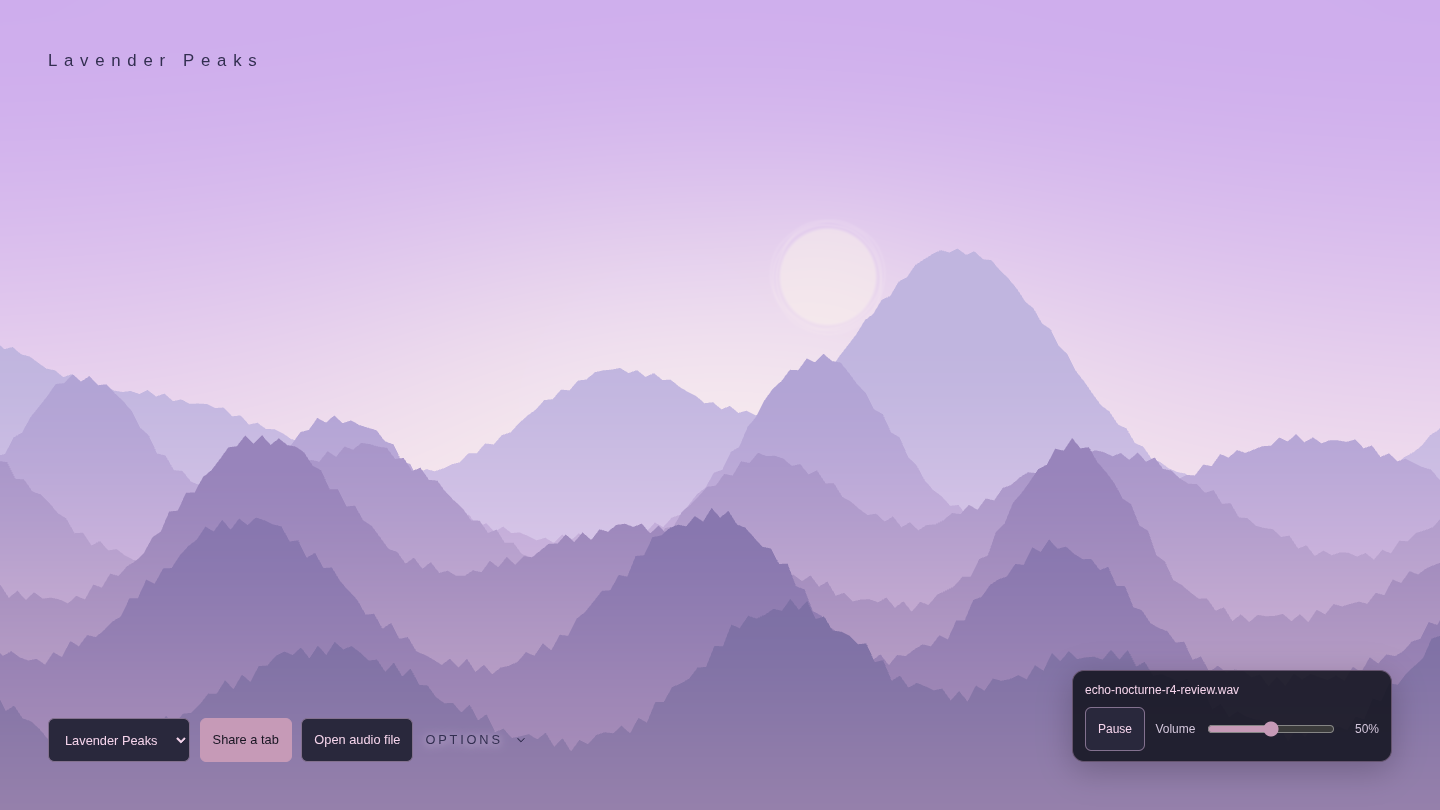 Lavender Peaks
echo-nocturne-r4-review.wav
Pause Volume 50%
Lavender Peaks Share a tab Open audio file OPTIONS